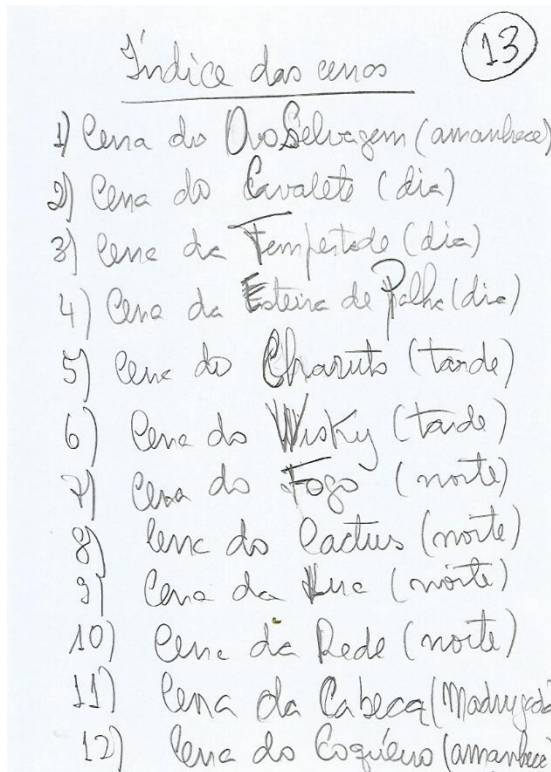 13
Índice das cenas
1) Cena do Ovo Selvagem (amanhece)
2) Cena do Cavalete (dia)
3) Cena da Tempestade (dia)
4) Cena da Esteira de Palha (dia)
5) Cena do Charuto (tarde)
6) Cena do Wisky (tarde)
7) Cena do Fogo (noite)
8) Cena do Cactus (noite)
9) Cena da (noite)
10) Cena da Rede (noite)
11) Cena da Cabeça (Madrugada
12) Cena do Coqueiro (amanhece